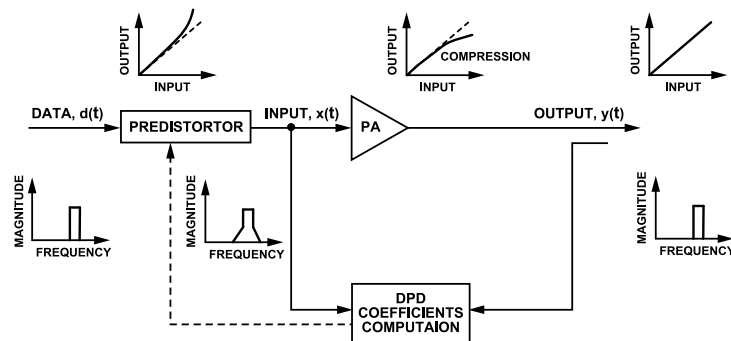 OUTPUT
INPUT
OUTPUT
COMPRESSION
INPUT
OUTPUT
INPUT
DATA, d(t)
PREDISTORTOR
INPUT, x(t)
PA
OUTPUT, y(t)
MAGNITUDE
FREQUENCY
MAGNITUDE
FREQUENCY
MAGNITUDE
FREQUENCY
DPD
COEFFICIENTS
COMPUTAION